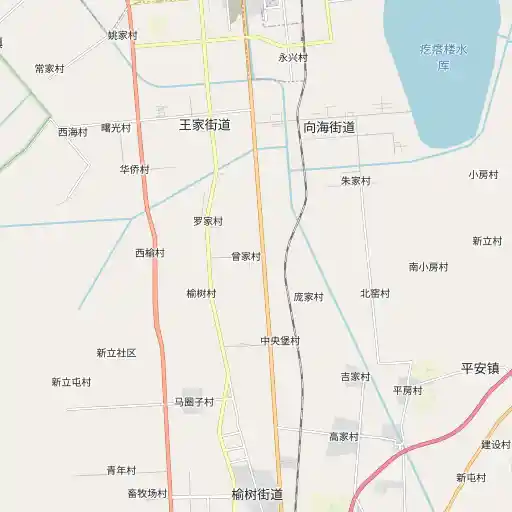 姚家村
疙瘩楼水
库
永兴村
镇
常家村
西海村
曙光村
王家街道
向海街道
华侨村
朱家村
小房村
罗家村
西榆村
曾家村
新立村
南小房村
榆树村
庞家村
北窑村
中央堡村
新立社区
吉家村
平安镇
新立屯村
平房村
马圈子村
高家村
建设村
青年村
新屯村
畜牧场村
榆树街道